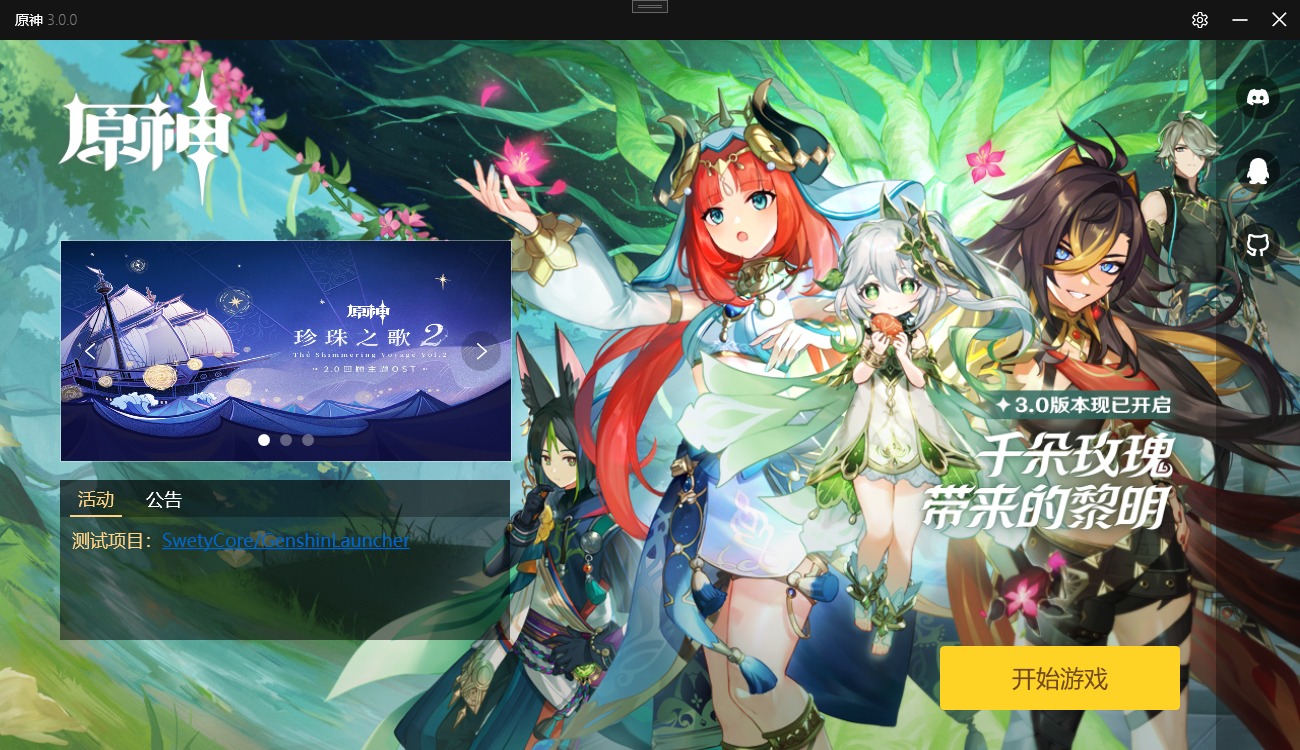 原神 3.0.0
原神
原神
珍珠之歌 2
The Shimmering Voyage Vol.2
2.0回顾主题OST
活动 公告
测试项目：SwetyCore/GenshinLauncher
3.0版本现已开启
千朵玫瑰
带来的黎明
开始游戏